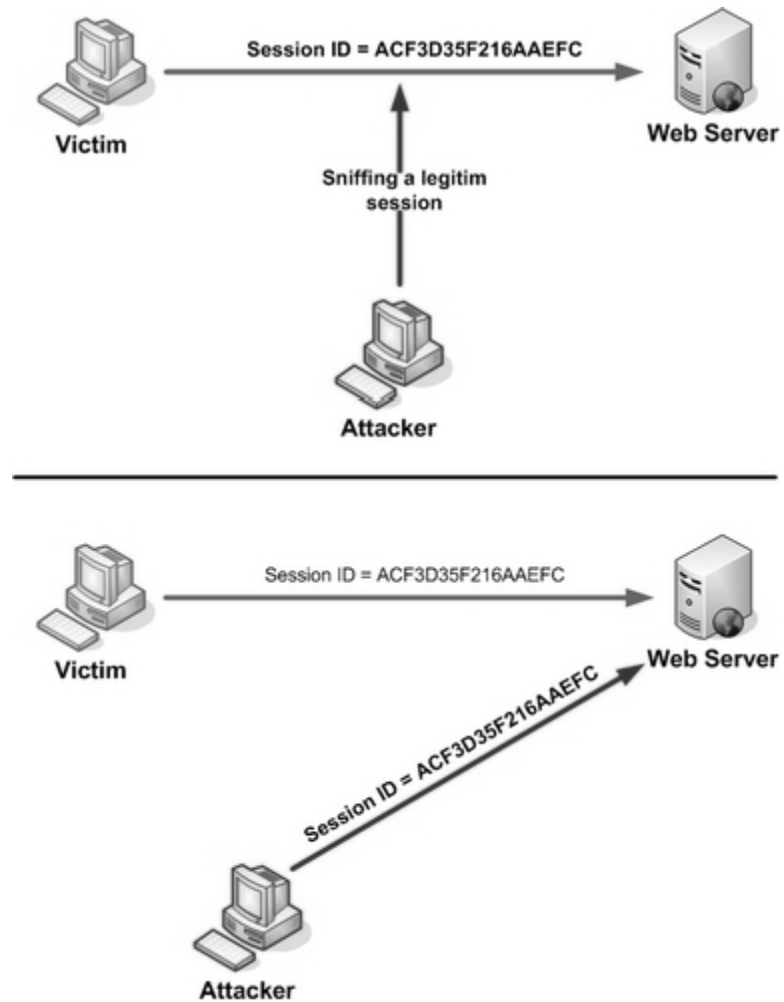 Session ID = ACF3D35F216AAEFC
Victim
Web Server
Sniffing a legitim
session
Attacker
Session ID = ACF3D35F216AAEFC
Victim
Web Server
Session ID = ACF3D35F216AAEFC
Attacker